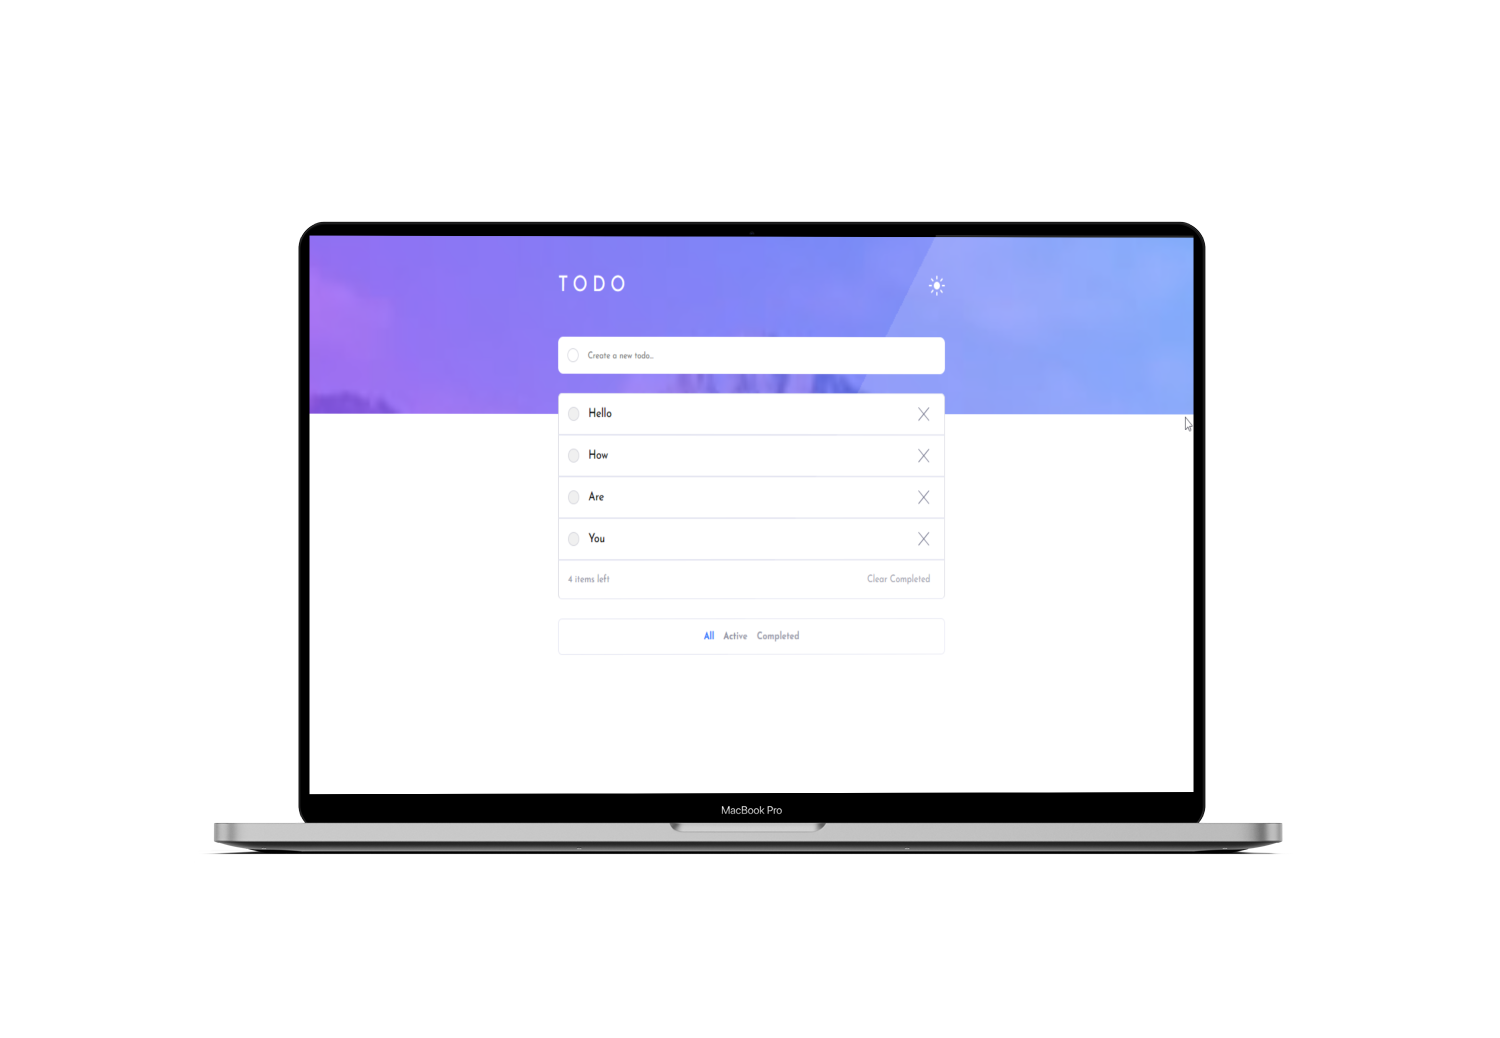 TODO
Create a new todo...
Hello
How
Are
You
4 items left Clear Completed
All Active Completed
MacBook Pro